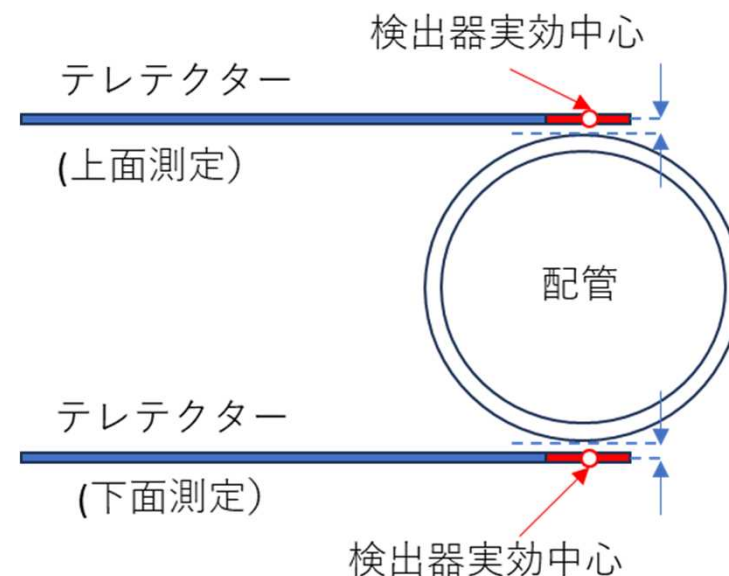 検出器実効中心
テレテクター
(上面測定）
配管
テレテクター
(下面測定）
検出器実効中心